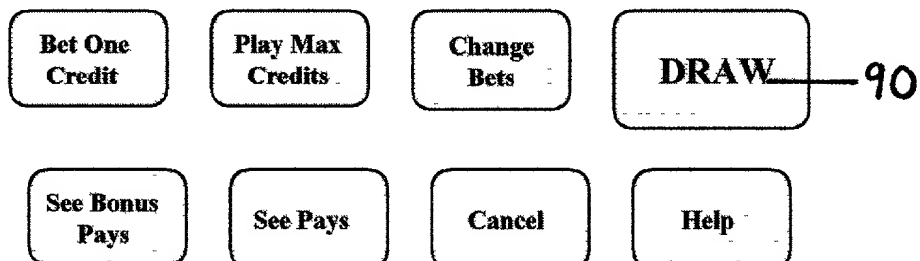 Bet One
Credit
Play Max
Credits
Change
Bets
DRAW
90
See Bonus
Pays
See Pays
Cancel
Help